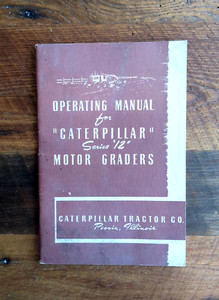 OPERATING MANUAL
for
"CATERPILLAR"
Series "12"
MOTOR GRADERS
CATERPILLAR TRACTOR CO.
Peoria, Illinois